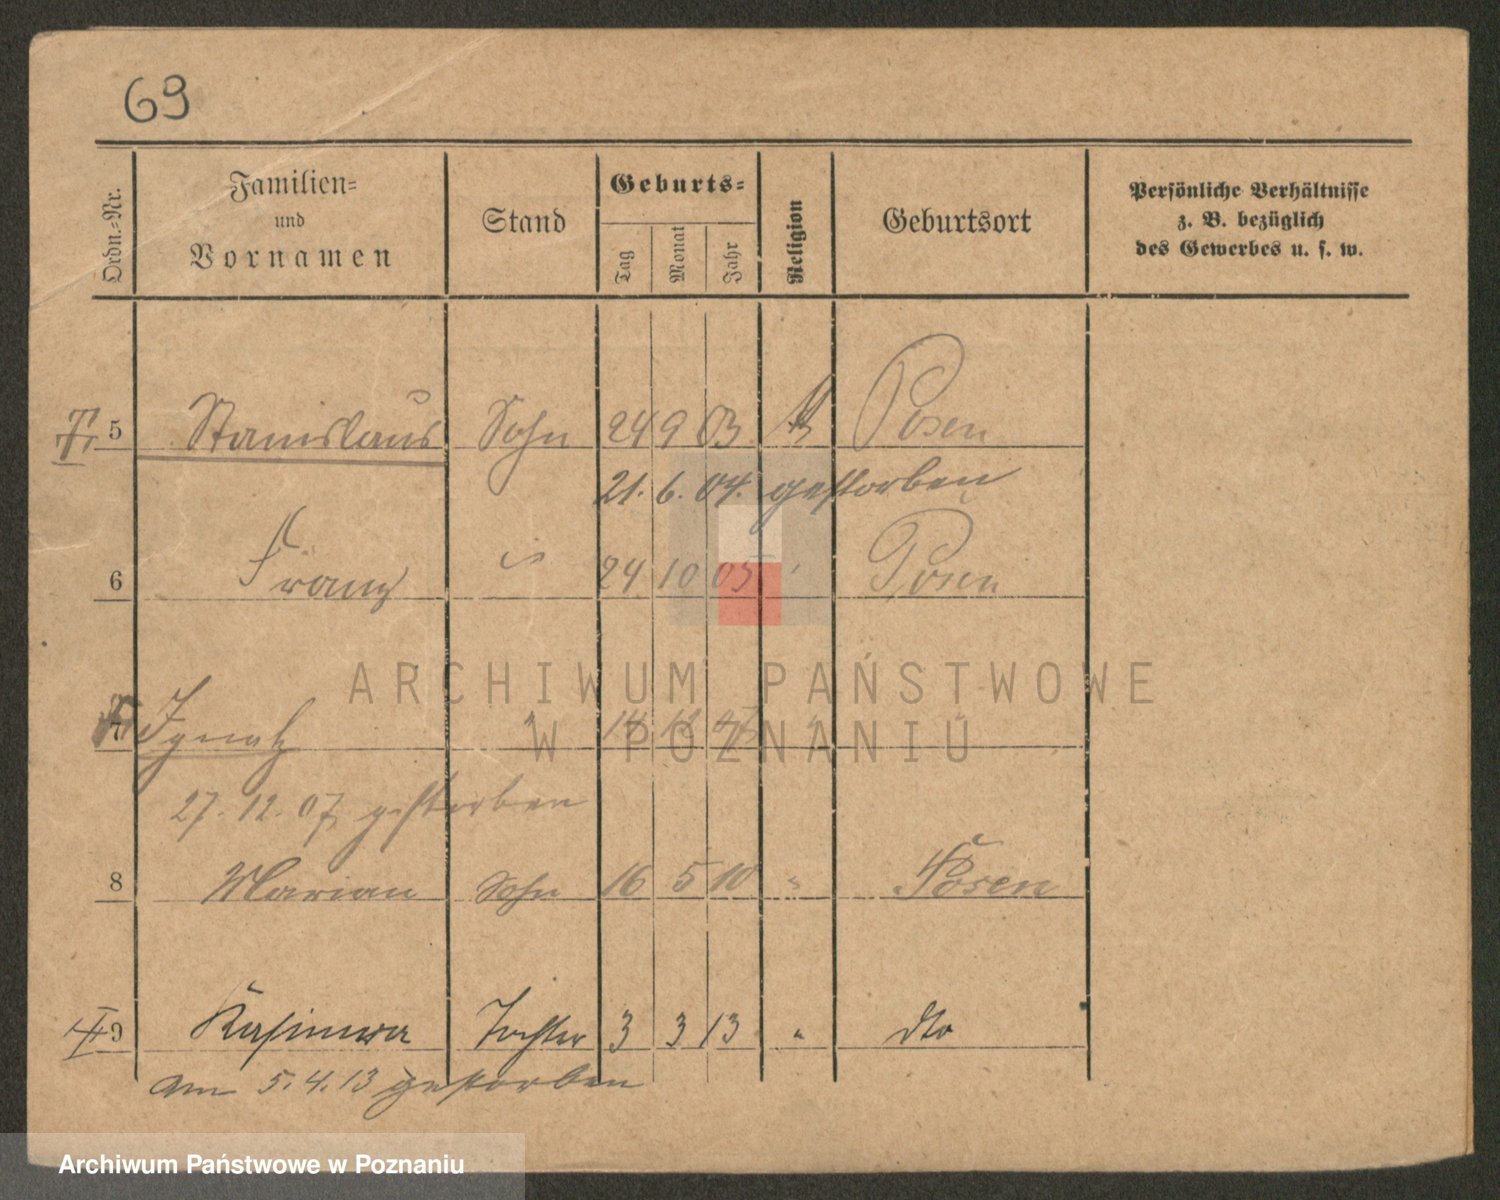 69
Ordn.-Nr.
Familien-
und
Vornamen
Stand
Geburts-
Tag Monat Jahr
Religion
Geburtsort
Persönliche Verhältnisse
z. B. bezüglich
des Gewerbes u. s. w.
5 Stanislaus Sohn 24 9 03 Posen
21. 6. 04. gestorben
6 Franz 24 10 05 Posen
ARCHIWUM PAŃSTWOWE
W POZNANIU
7 Ignatz "
27. 12. 07 gestorben
8 Marian Sohn 16 5 10 " Posen
9 Kasimira Tochter 3 3 13 " dto
am 5. 4. 13 gestorben
Archiwum Państwowe w Poznaniu